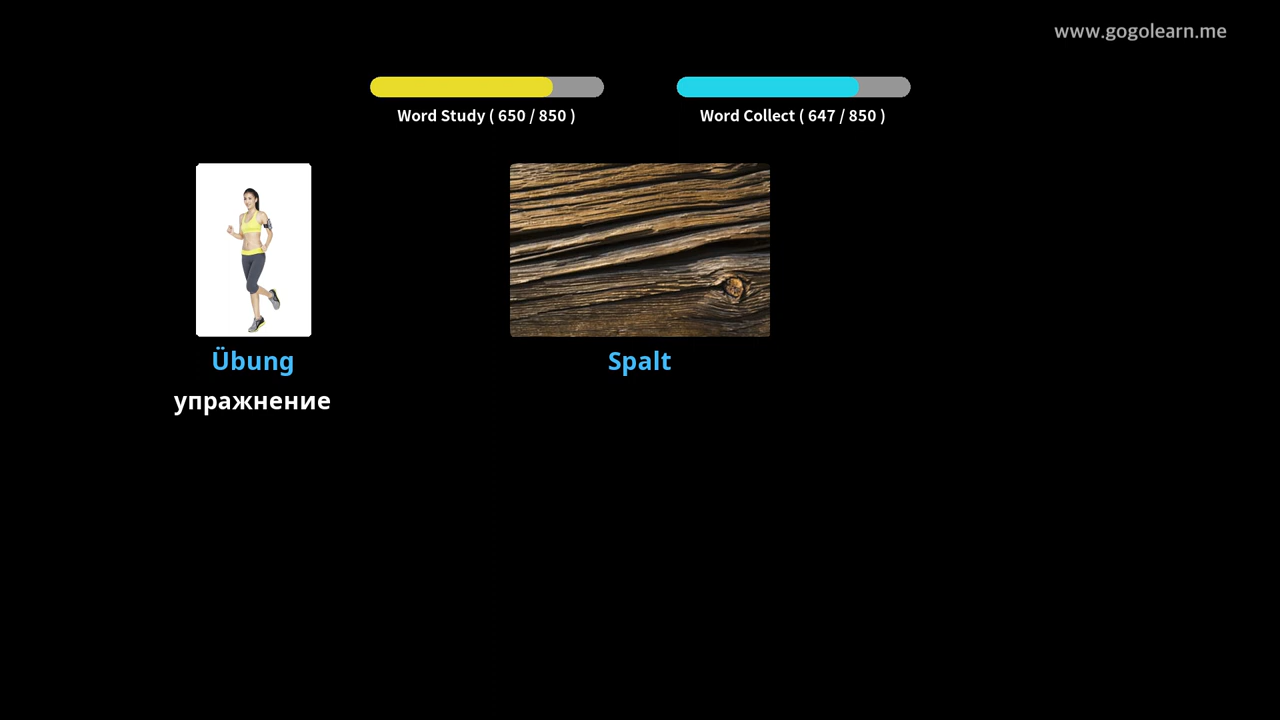 www.gogolearn.me
Word Study ( 650 / 850 )
Word Collect ( 647 / 850 )
Übung
Spalt
упражнение